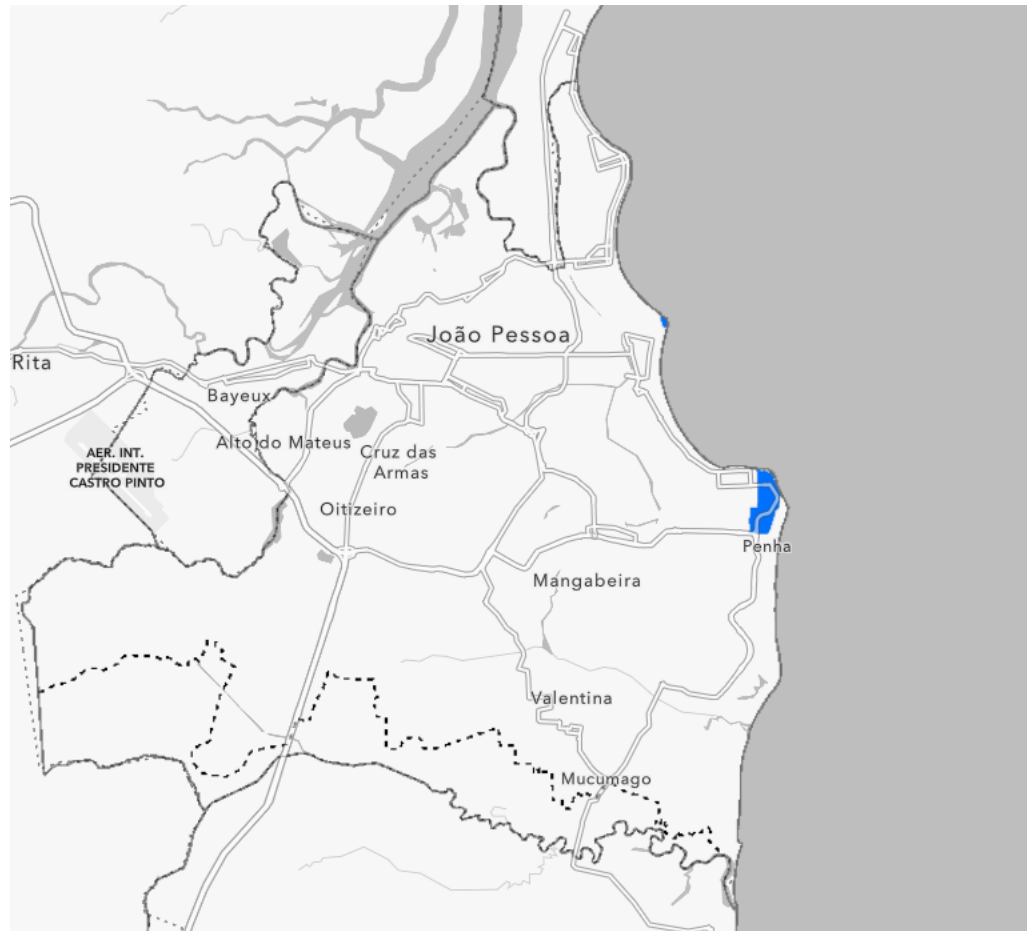 João Pessoa
Rita
Bayeux
Alto do Mateus
Cruz das
Armas
AER. INT.
PRESIDENTE
CASTRO PINTO
Oitizeiro
Penha
Mangabeira
Valentina
Mucumago